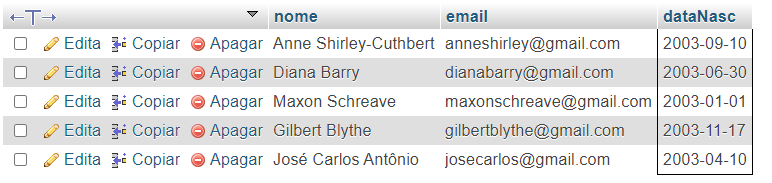 nome email dataNasc
Edita Copiar Apagar Anne Shirley-Cuthbert anneshirley@gmail.com 2003-09-10
Edita Copiar Apagar Diana Barry dianabarry@gmail.com 2003-06-30
Edita Copiar Apagar Maxon Schreave maxonschreave@gmail.com 2003-01-01
Edita Copiar Apagar Gilbert Blythe gilbertblythe@gmail.com 2003-11-17
Edita Copiar Apagar José Carlos Antônio josecarlos@gmail.com 2003-04-10